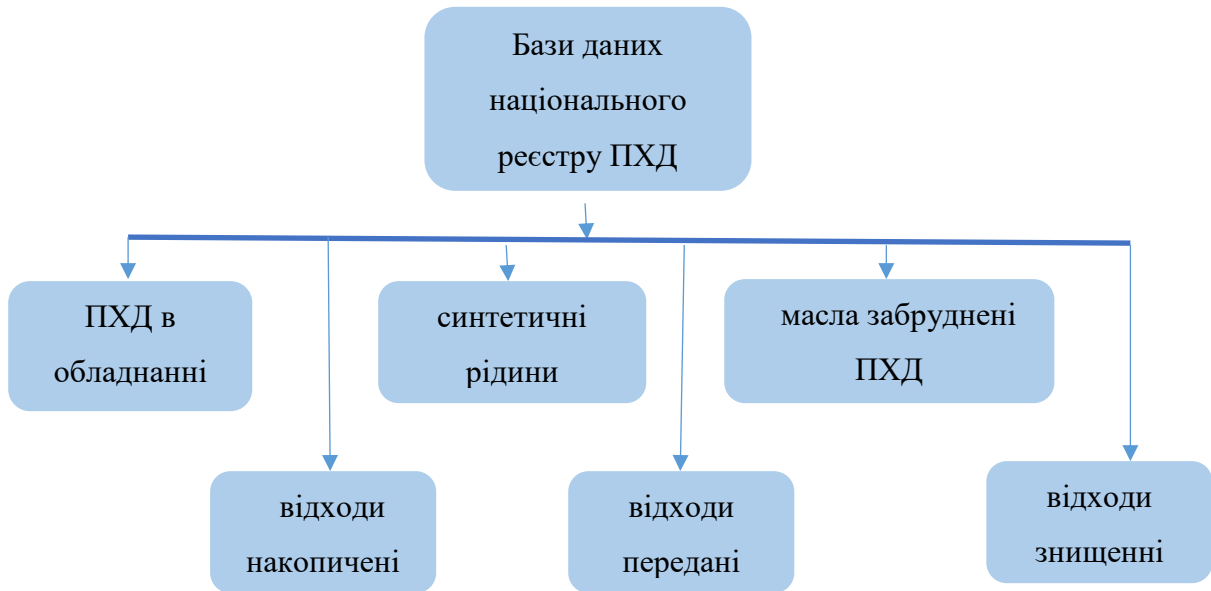 Бази даних
національного
реєстру ПХД
ПХД в
обладнанні
синтетичні
рідини
масла забруднені
ПХД
відходи
накопичені
відходи
передані
відходи
знищенні